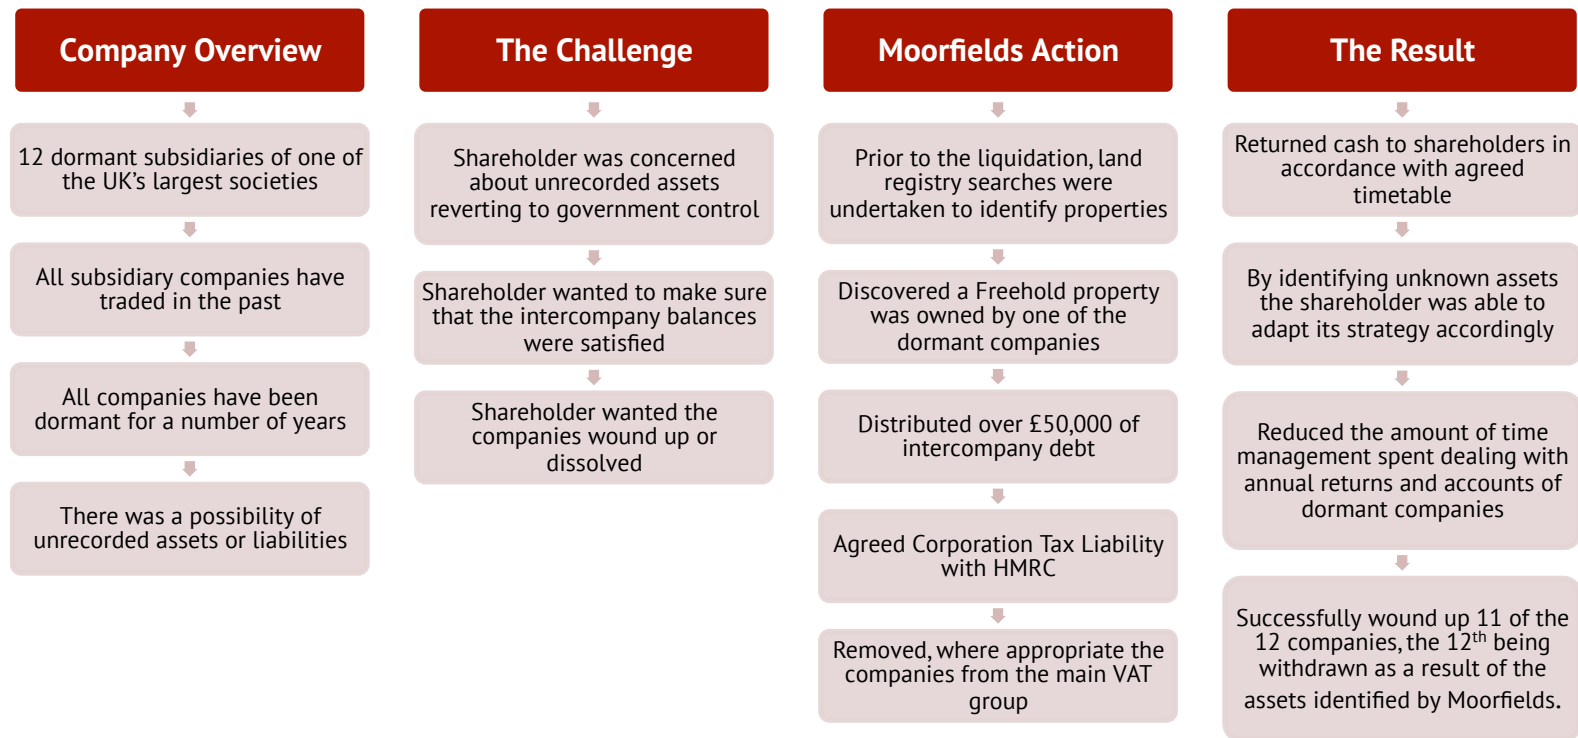 Company Overview
12 dormant subsidiaries of one of
the UK's largest societies
All subsidiary companies have
traded in the past
All companies have been
dormant for a number of years
There was a possibility of
unrecorded assets or liabilities
The Challenge
Shareholder was concerned
about unrecorded assets
reverting to government control
Shareholder wanted to make sure
that the intercompany balances
were satisfied
Shareholder wanted the
companies wound up or
dissolved
Moorfields Action
Prior to the liquidation, land
registry searches were
undertaken to identify properties
Discovered a Freehold property
was owned by one of the
dormant companies
Distributed over £50,000 of
intercompany debt
Agreed Corporation Tax Liability
with HMRC
Removed, where appropriate the
companies from the main VAT
group
The Result
Returned cash to shareholders in
accordance with agreed
timetable
By identifying unknown assets
the shareholder was able to
adapt its strategy accordingly
Reduced the amount of time
management spent dealing with
annual returns and accounts of
dormant companies
Successfully wound up 11 of the
12 companies, the 12th being
withdrawn as a result of the
assets identified by Moorfields.